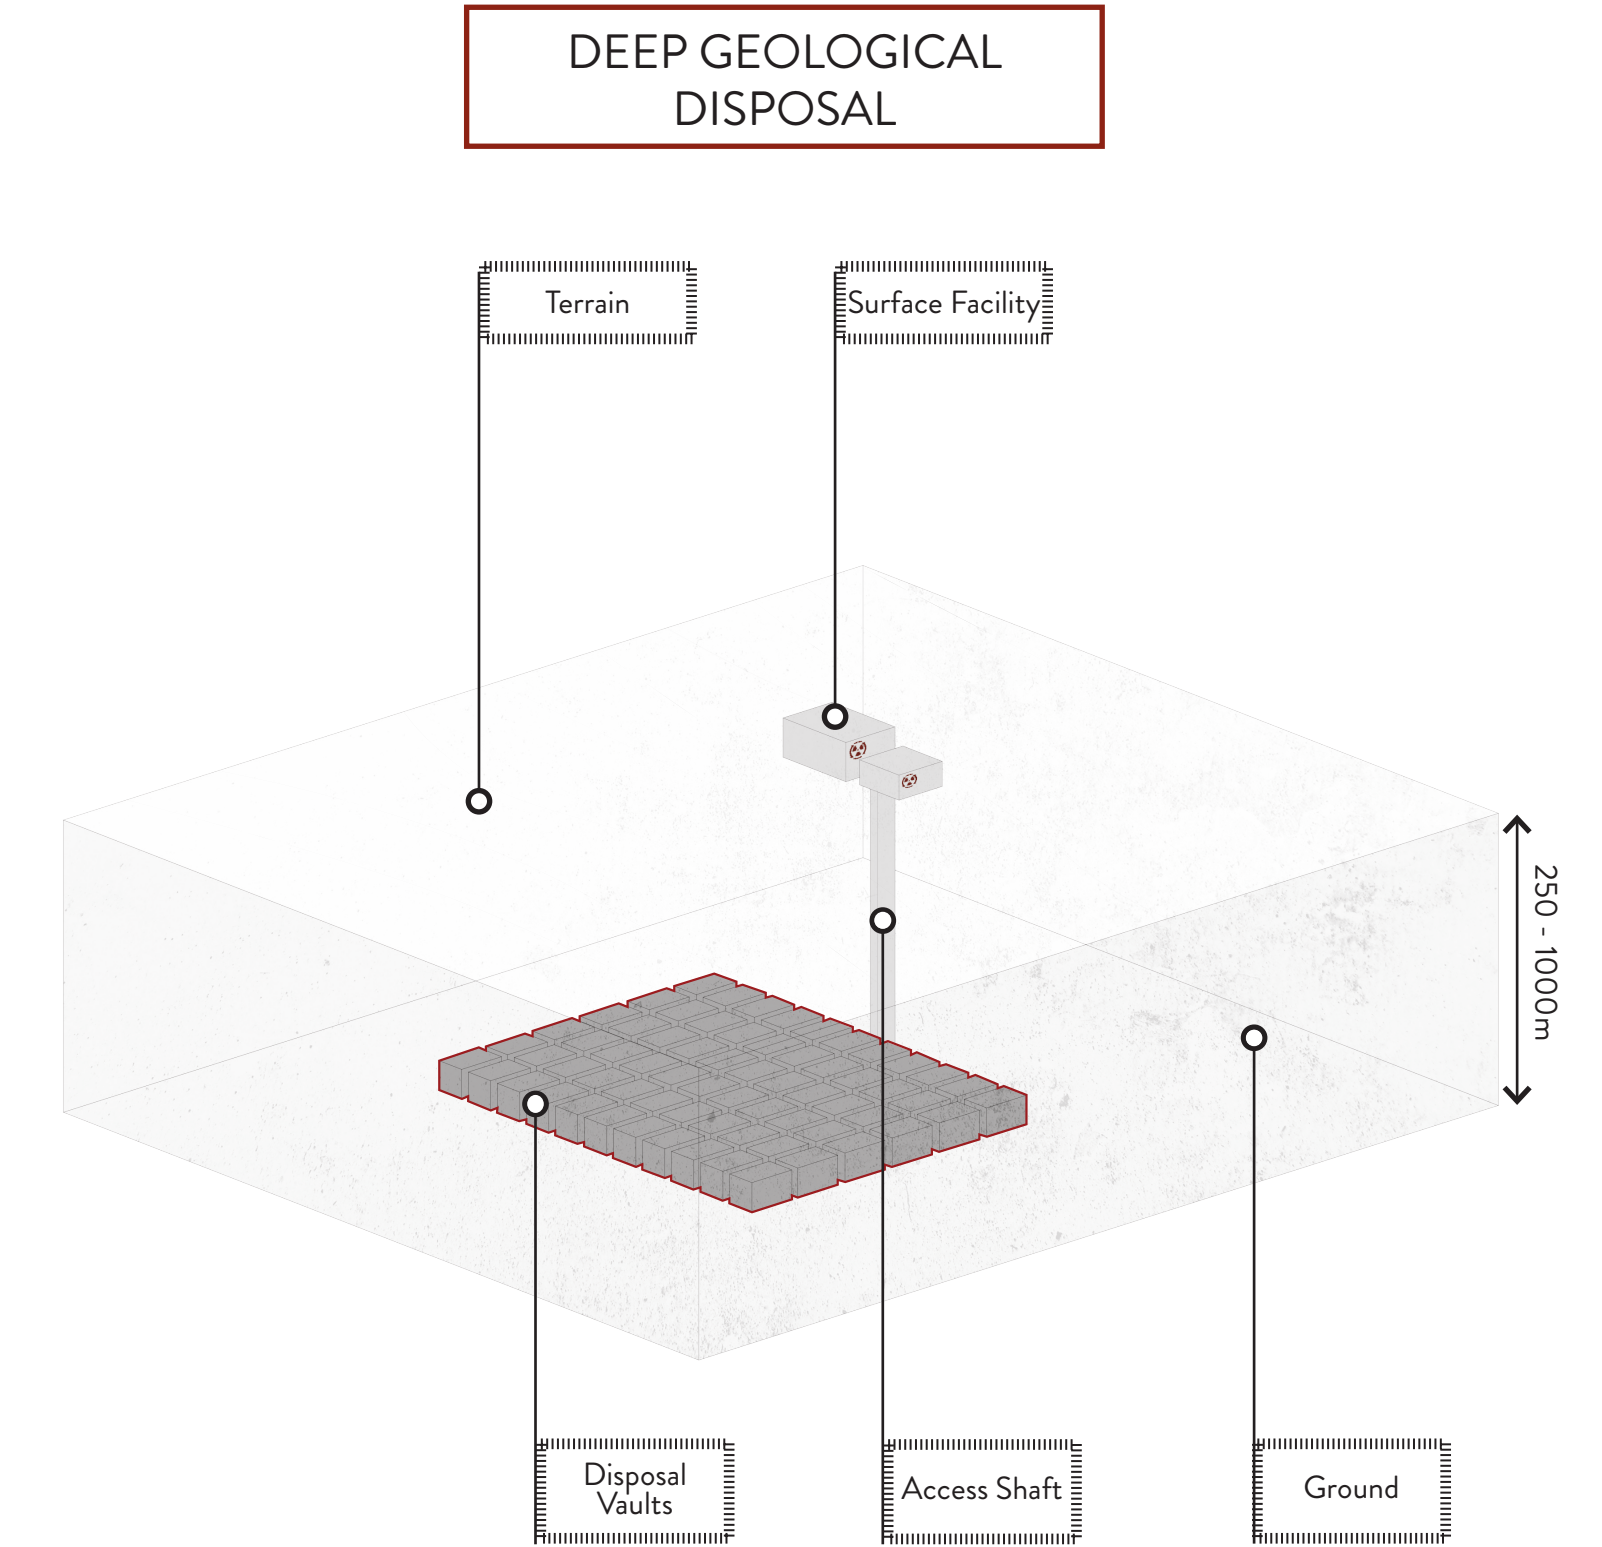 DEEP GEOLOGICAL
DISPOSAL
Terrain
Surface Facility
250 - 1000m
Disposal
Vaults
Access Shaft
Ground